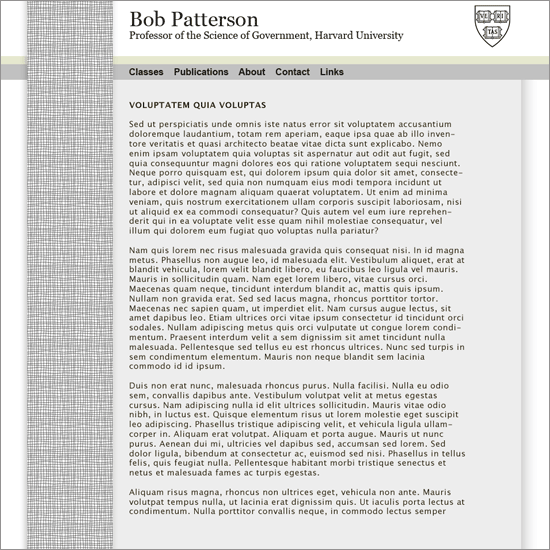 Bob Patterson
Professor of the Science of Government, Harvard University
VE RI
TAS
Classes Publications About Contact Links
VOLUPTATEM QUIA VOLUPTAS
Sed ut perspiciatis unde omnis iste natus error sit voluptatem accusantium
doloremque laudantium, totam rem aperiam, eaque ipsa quae ab illo inven-
tore veritatis et quasi architecto beatae vitae dicta sunt explicabo. Nemo
enim ipsam voluptatem quia voluptas sit aspernatur aut odit aut fugit, sed
quia consequuntur magni dolores eos qui ratione voluptatem sequi nesciunt.
Neque porro quisquam est, qui dolorem ipsum quia dolor sit amet, consecte-
tur, adipisci velit, sed quia non numquam eius modi tempora incidunt ut
labore et dolore magnam aliquam quaerat voluptatem. Ut enim ad minima
veniam, quis nostrum exercitationem ullam corporis suscipit laboriosam, nisi
ut aliquid ex ea commodi consequatur? Quis autem vel eum iure reprehen-
derit qui in ea voluptate velit esse quam nihil molestiae consequatur, vel
illum qui dolorem eum fugiat quo voluptas nulla pariatur?
Nam quis lorem nec risus malesuada gravida quis consequat nisi. In id magna
metus. Phasellus non augue leo, id malesuada elit. Vestibulum aliquet, erat at
blandit vehicula, lorem velit blandit libero, eu faucibus leo ligula vel mauris.
Mauris in sollicitudin quam. Nam eget lorem libero, vitae cursus orci.
Maecenas quam neque, tincidunt interdum blandit ac, mattis quis ipsum.
Nullam non gravida erat. Sed sed lacus magna, rhoncus porttitor tortor.
Maecenas nec sapien quam, ut imperdiet elit. Nam cursus augue lectus, sit
amet dapibus leo. Etiam ultrices orci vitae ipsum consectetur id tincidunt orci
sodales. Nullam adipiscing metus quis orci vulputate ut congue lorem condi-
mentum. Praesent interdum velit a sem dignissim sit amet tincidunt nulla
malesuada. Pellentesque sed tellus eu est rhoncus ultrices. Nunc sed turpis in
sem condimentum elementum. Mauris non neque blandit sem lacinia
commodo id id ipsum.
Duis non erat nunc, malesuada rhoncus purus. Nulla facilisi. Nulla eu odio
sem, convallis dapibus ante. Vestibulum volutpat velit at metus egestas
cursus. Nam adipiscing nulla id elit ultrices sollicitudin. Mauris vitae odio
nibh, in luctus est. Quisque elementum risus ut lorem molestie eget suscipit
leo adipiscing. Phasellus tristique adipiscing velit, et vehicula ligula ullam-
corper in. Aliquam erat volutpat. Aliquam et porta augue. Mauris ut nunc
purus. Aenean dui mi, ultricies vel dapibus sed, accumsan sed lorem. Sed
dolor ligula, bibendum at consectetur ac, euismod sed nisi. Phasellus in tellus
felis, quis feugiat nulla. Pellentesque habitant morbi tristique senectus et
netus et malesuada fames ac turpis egestas.
Aliquam risus magna, rhoncus non ultrices eget, vehicula non ante. Mauris
volutpat tempus nulla, ut lacinia erat dignissim quis. Ut iaculis porta lectus at
condimentum. Nulla porttitor convallis neque, in commodo lectus semper